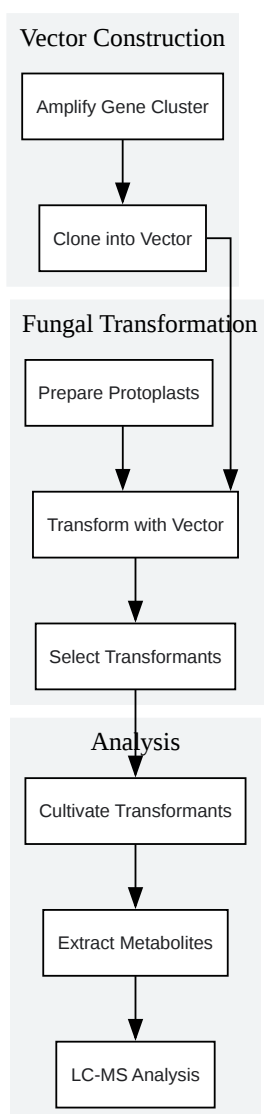 Vector Construction
Amplify Gene Cluster
Clone into Vector
Fungal Transformation
Prepare Protoplasts
Transform with Vector
Select Transformants
Analysis
Cultivate Transformants
Extract Metabolites
LC-MS Analysis